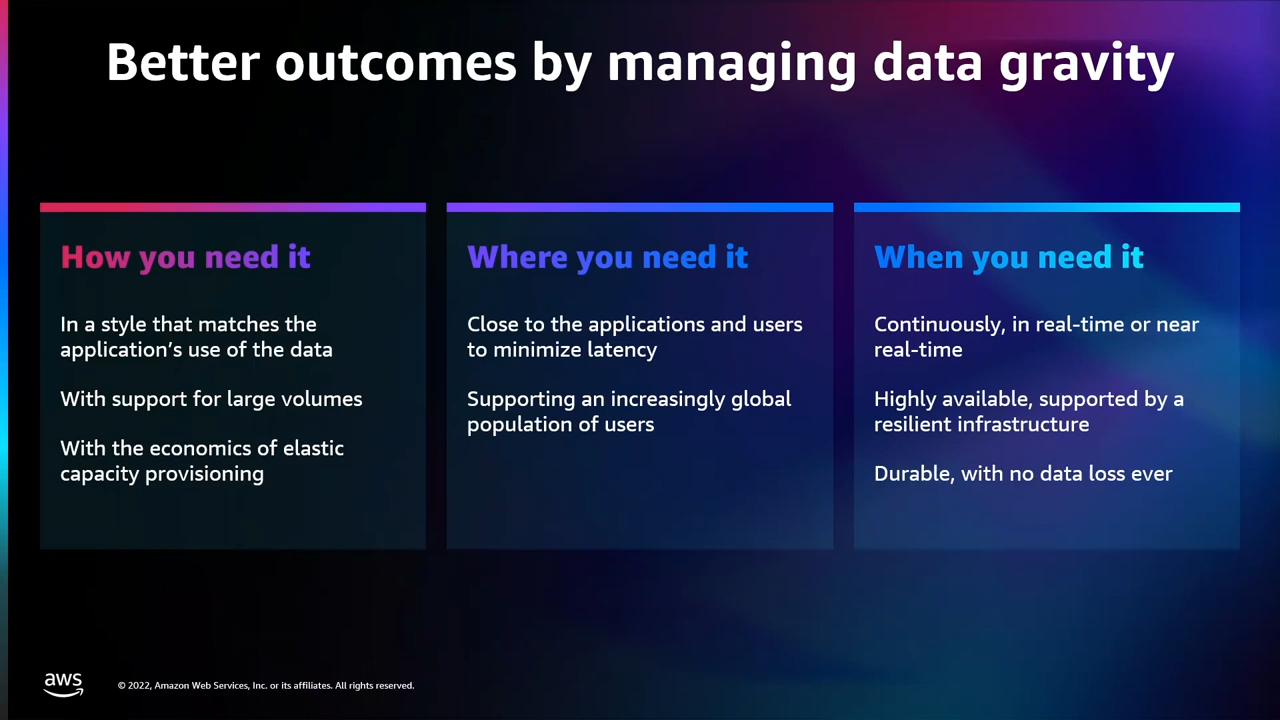 Better outcomes by managing data gravity
How you need it
In a style that matches the
application’s use of the data
With support for large volumes
With the economics of elastic
capacity provisioning
Where you need it
Close to the applications and users
to minimize latency
Supporting an increasingly global
population of users
When you need it
Continuously, in real-time or near
real-time
Highly available, supported by a
resilient infrastructure
Durable, with no data loss ever
aws
© 2022, Amazon Web Services, Inc. or its affiliates. All rights reserved.